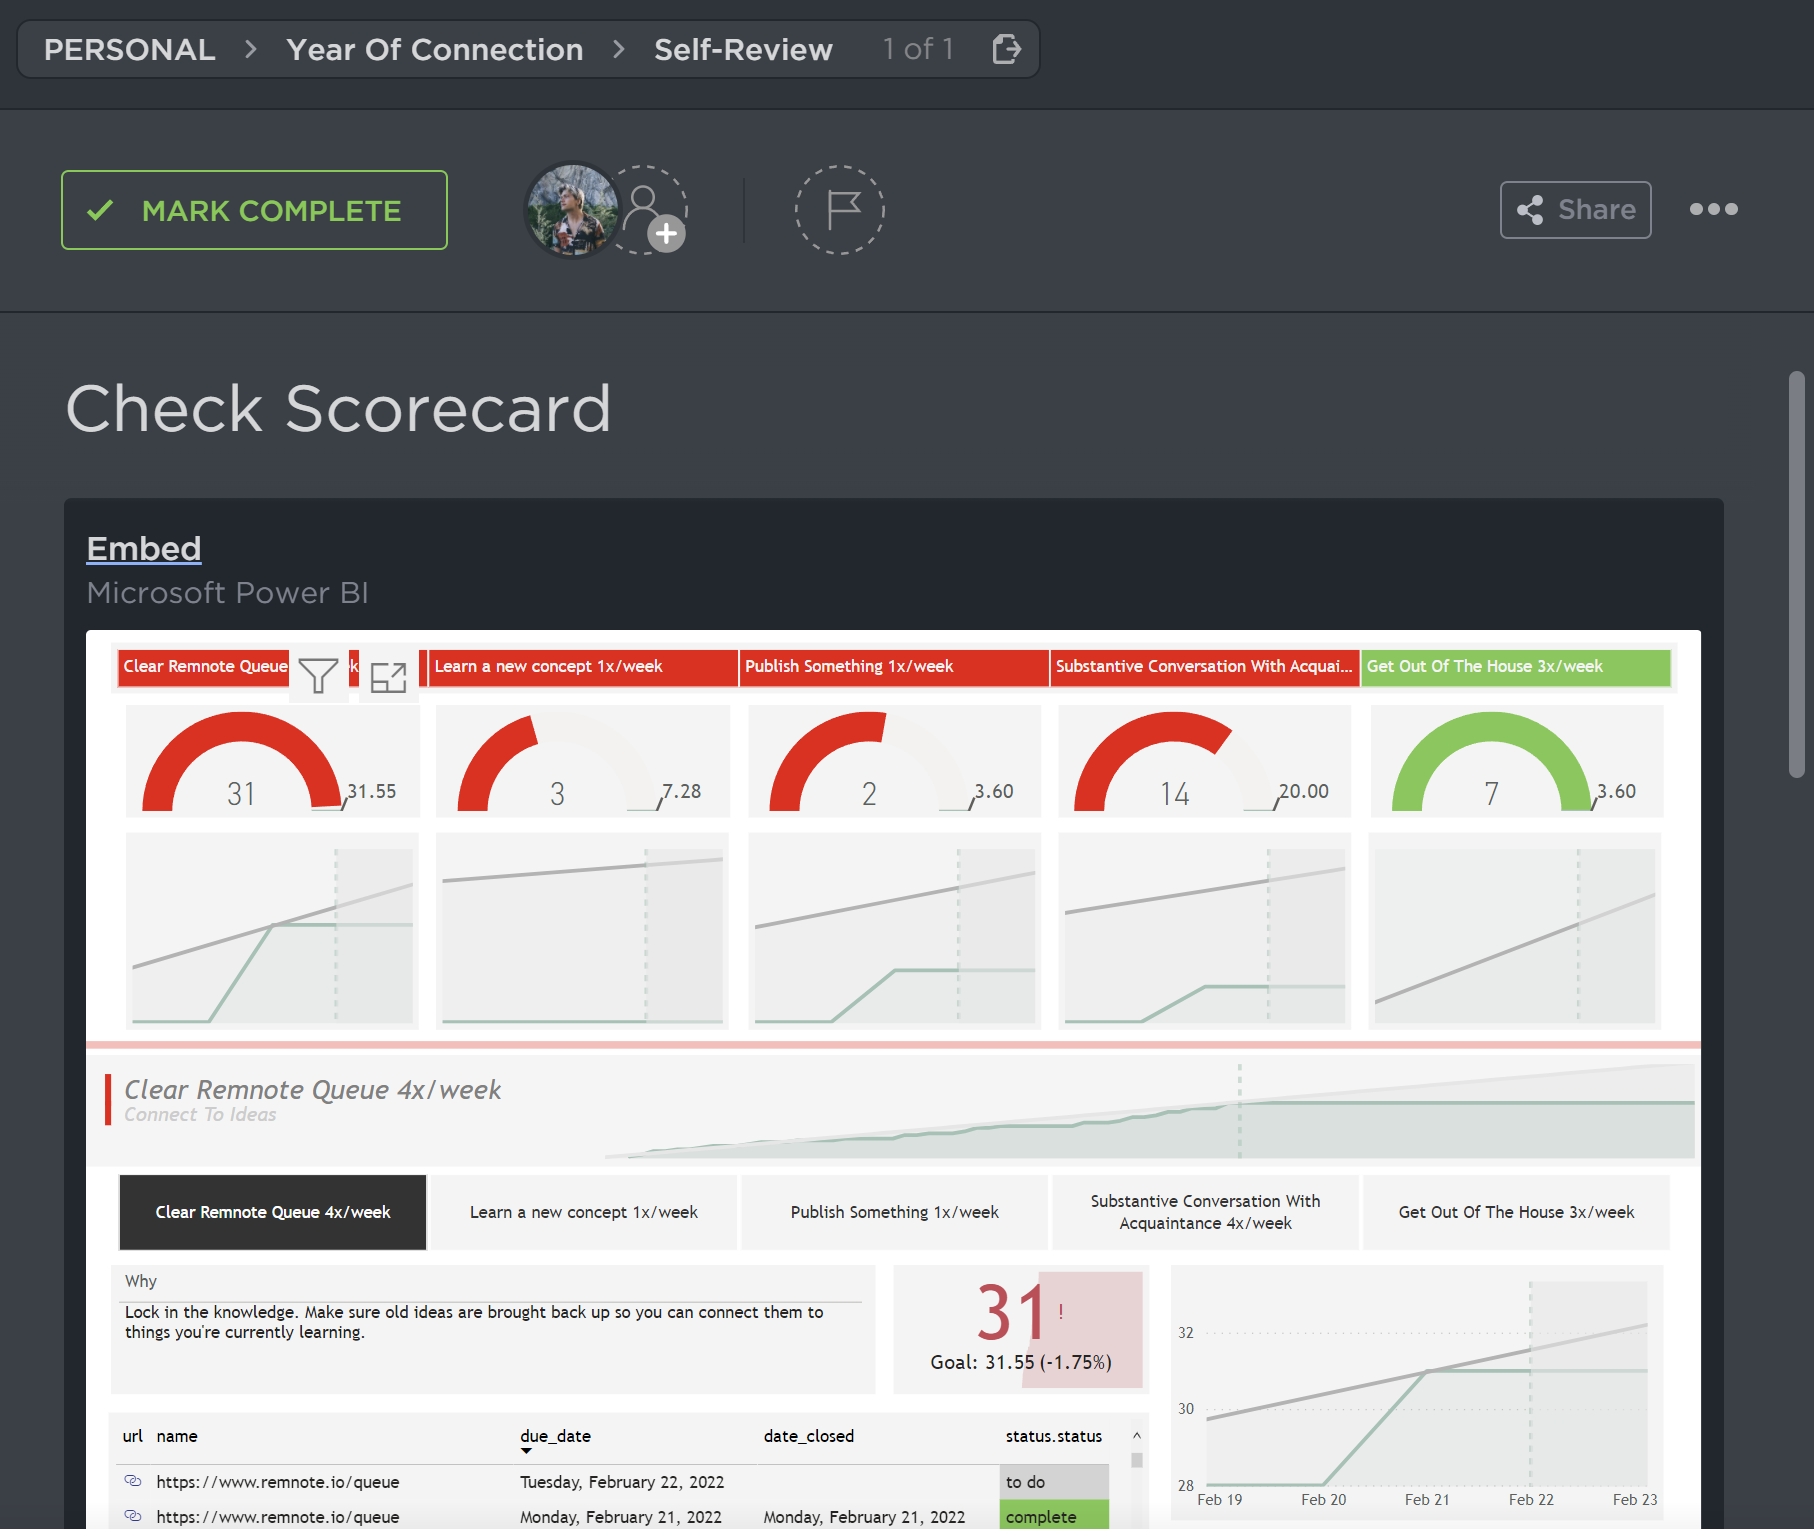 PERSONAL > Year Of Connection > Self-Review 1 of 1
MARK COMPLETE
Share
Check Scorecard
Embed
Microsoft Power BI
Clear Remnote Queue k
Learn a new concept 1x/week
Publish Something 1x/week
Substantive Conversation With Acquai...
Get Out Of The House 3x/week
31 /31.55
3 /7.28
2 /3.60
14 /20.00
7 /3.60
Clear Remnote Queue 4x/week
Connect To Ideas
Clear Remnote Queue 4x/week
Learn a new concept 1x/week
Publish Something 1x/week
Substantive Conversation With
Acquaintance 4x/week
Get Out Of The House 3x/week
Why
Lock in the knowledge. Make sure old ideas are brought back up so you can connect them to
things you're currently learning.
31 !
Goal: 31.55 (-1.75%)
32
30
28
Feb 19 Feb 20 Feb 21 Feb 22 Feb 23
url name due_date date_closed status.status
https://www.remnote.io/queue Tuesday, February 22, 2022 to do
https://www.remnote.io/queue Monday, February 21, 2022 Monday, February 21, 2022 complete